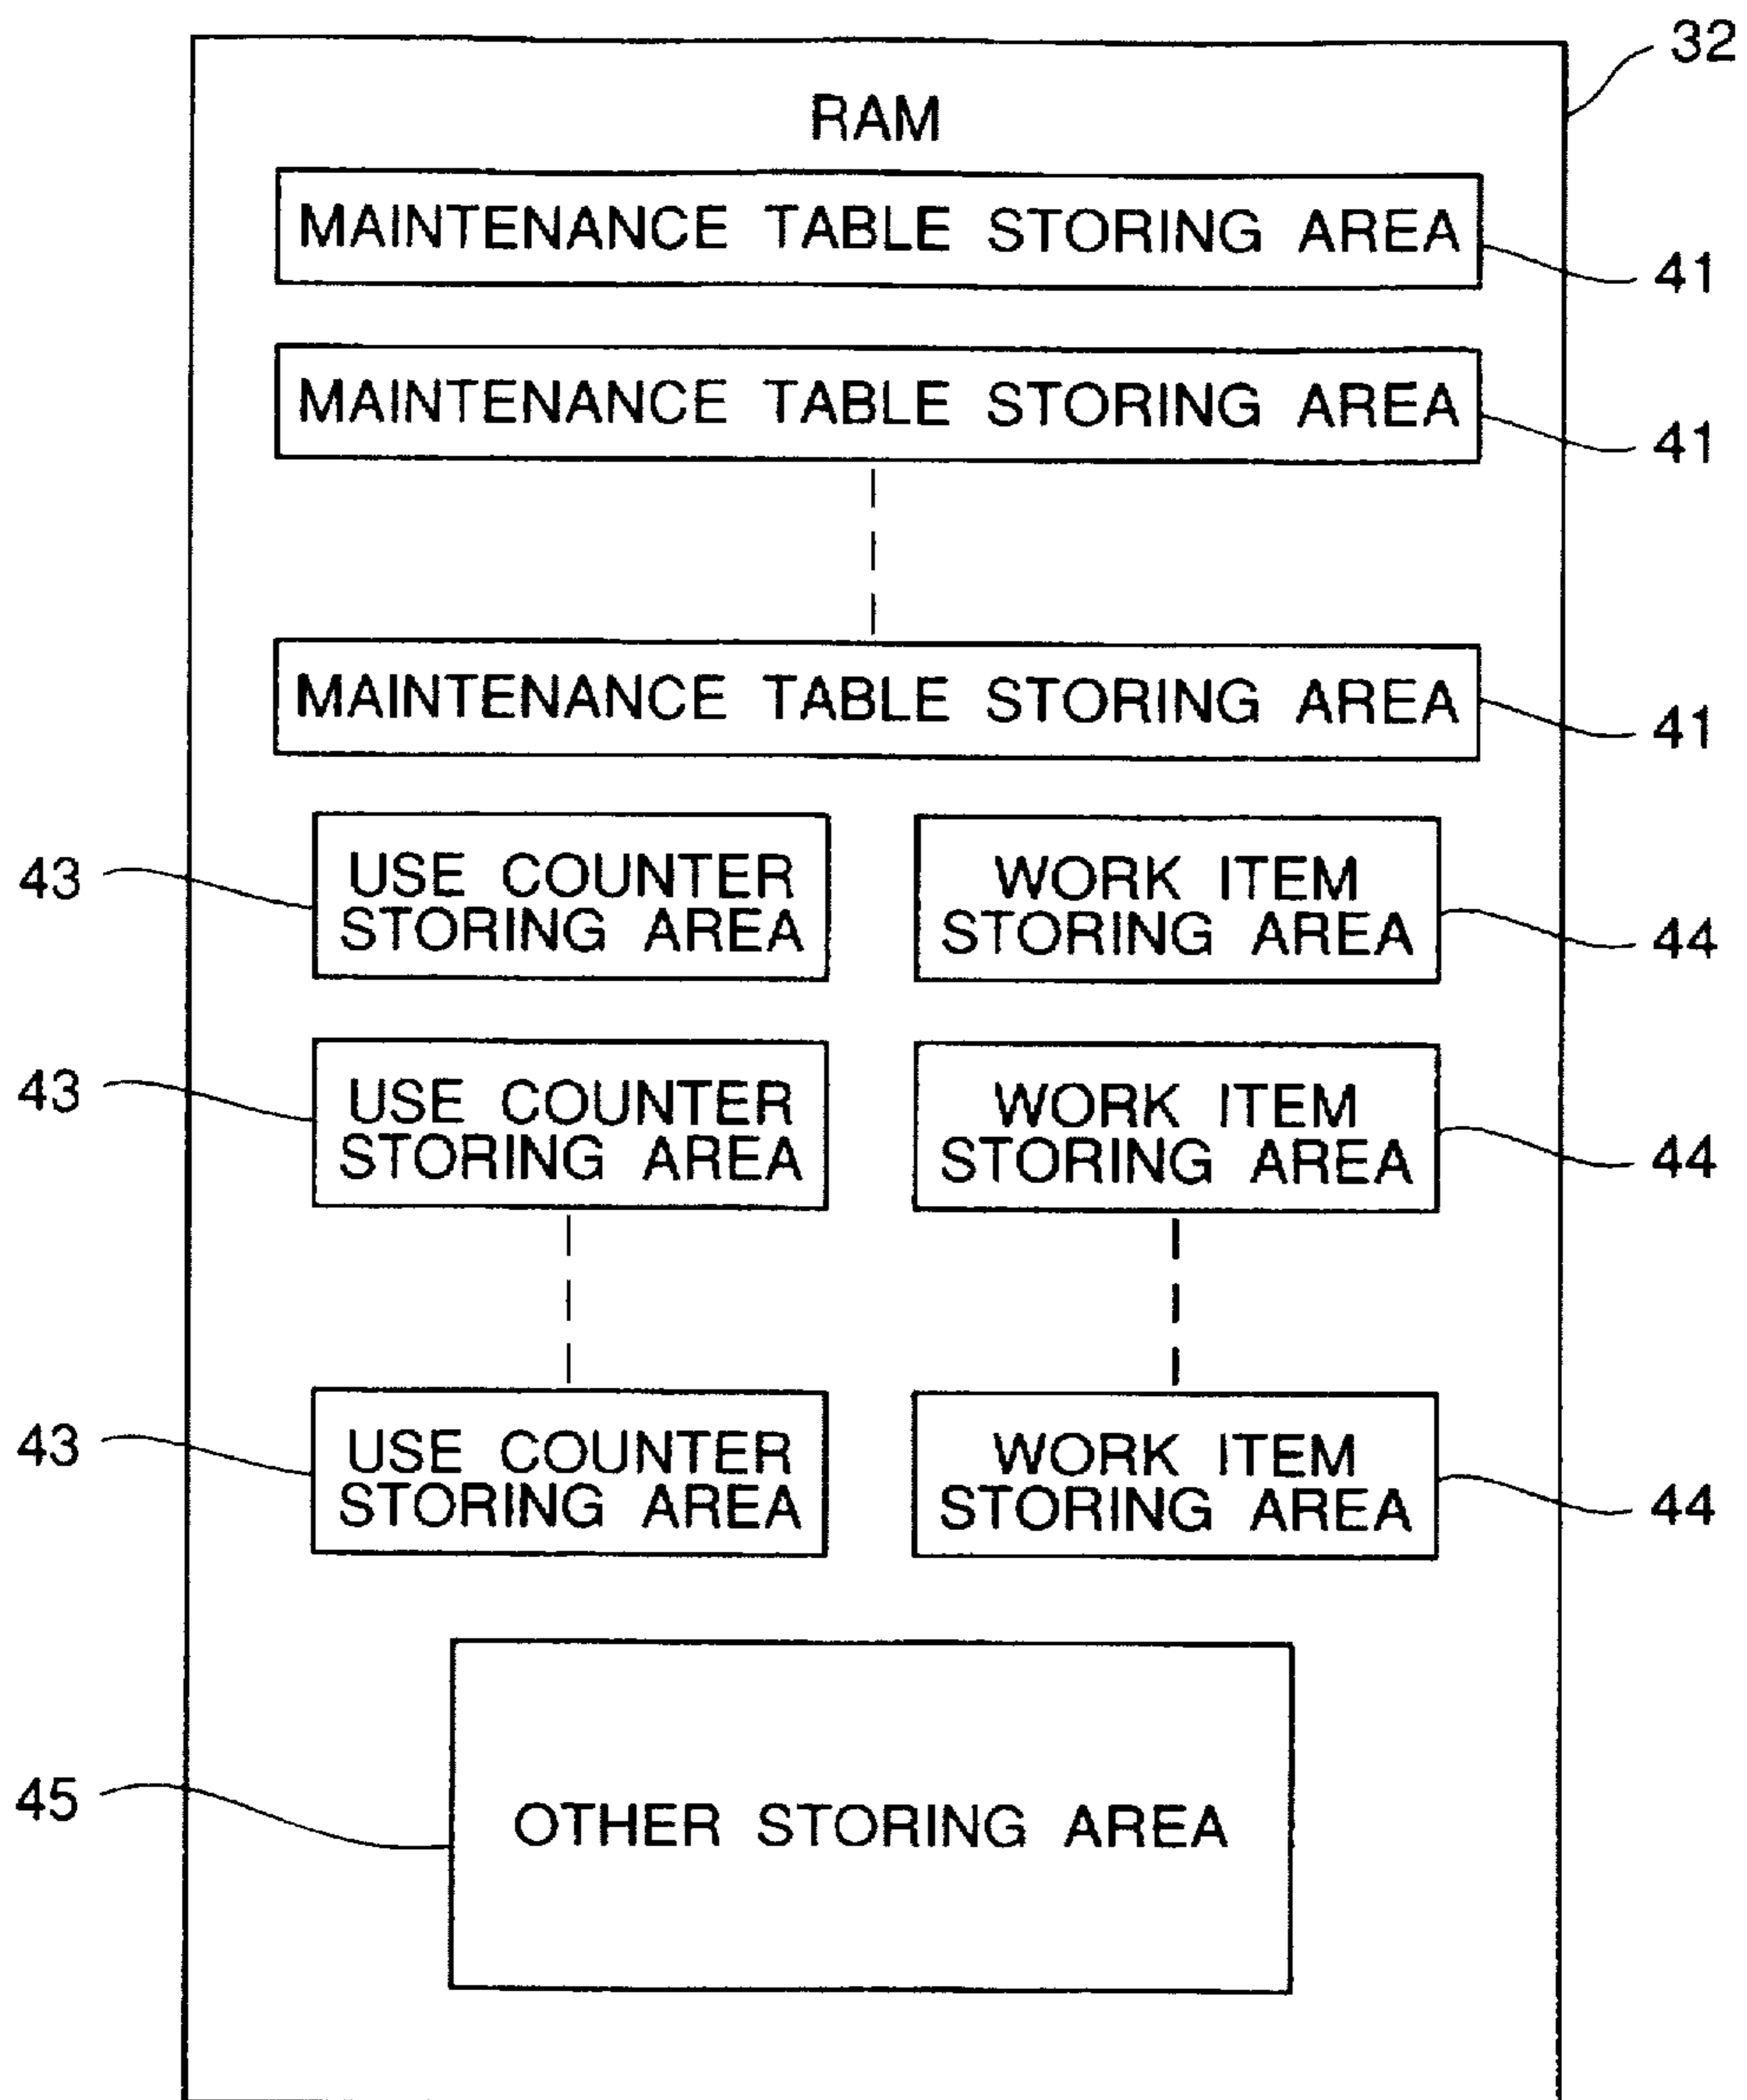 32
RAM
MAINTENANCE TABLE STORING AREA
41
MAINTENANCE TABLE STORING AREA
41
MAINTENANCE TABLE STORING AREA
41
43
USE COUNTER
STORING AREA
WORK ITEM
STORING AREA
44
43
USE COUNTER
STORING AREA
WORK ITEM
STORING AREA
44
43
USE COUNTER
STORING AREA
WORK ITEM
STORING AREA
44
45
OTHER STORING AREA